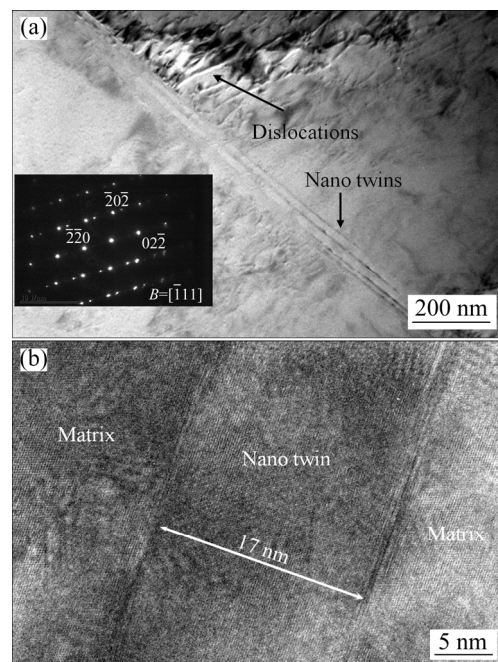 (a)
Dislocations
Nano twins
2̄02̄
2̄2̄0
022̄
B=[1̄11]
200 nm
(b)
Matrix
Nano twin
17 nm
Matrix
5 nm